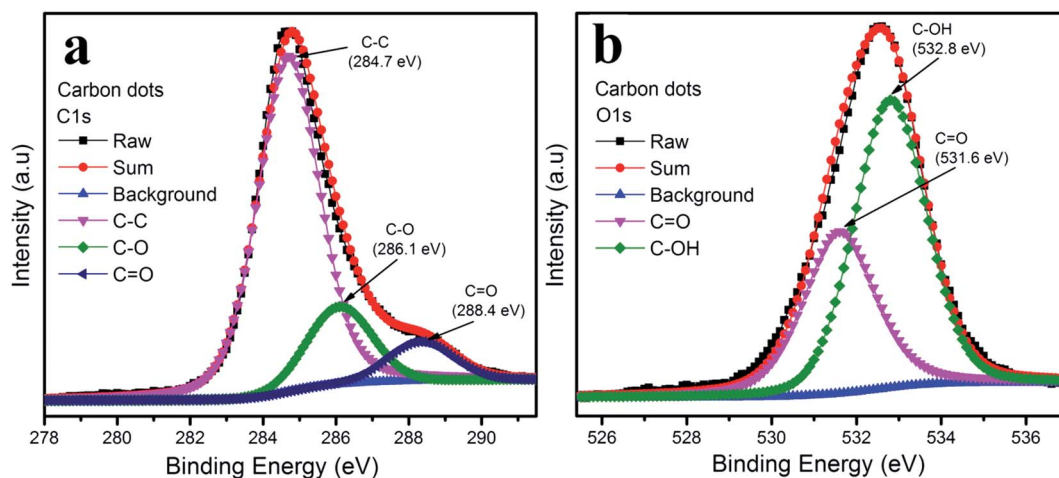 a
Carbon dots
C1s
Raw
Sum
Background
C-C
C-O
C=O
C-C
(284.7 eV)
C-O
(286.1 eV)
C=O
(288.4 eV)
Intensity (a.u)
278 280 282 284 286 288 290
Binding Energy (eV)
b
Carbon dots
O1s
Raw
Sum
Background
C=O
C-OH
C-OH
(532.8 eV)
C=O
(531.6 eV)
Intensity (a.u)
526 528 530 532 534 536
Binding Energy (eV)